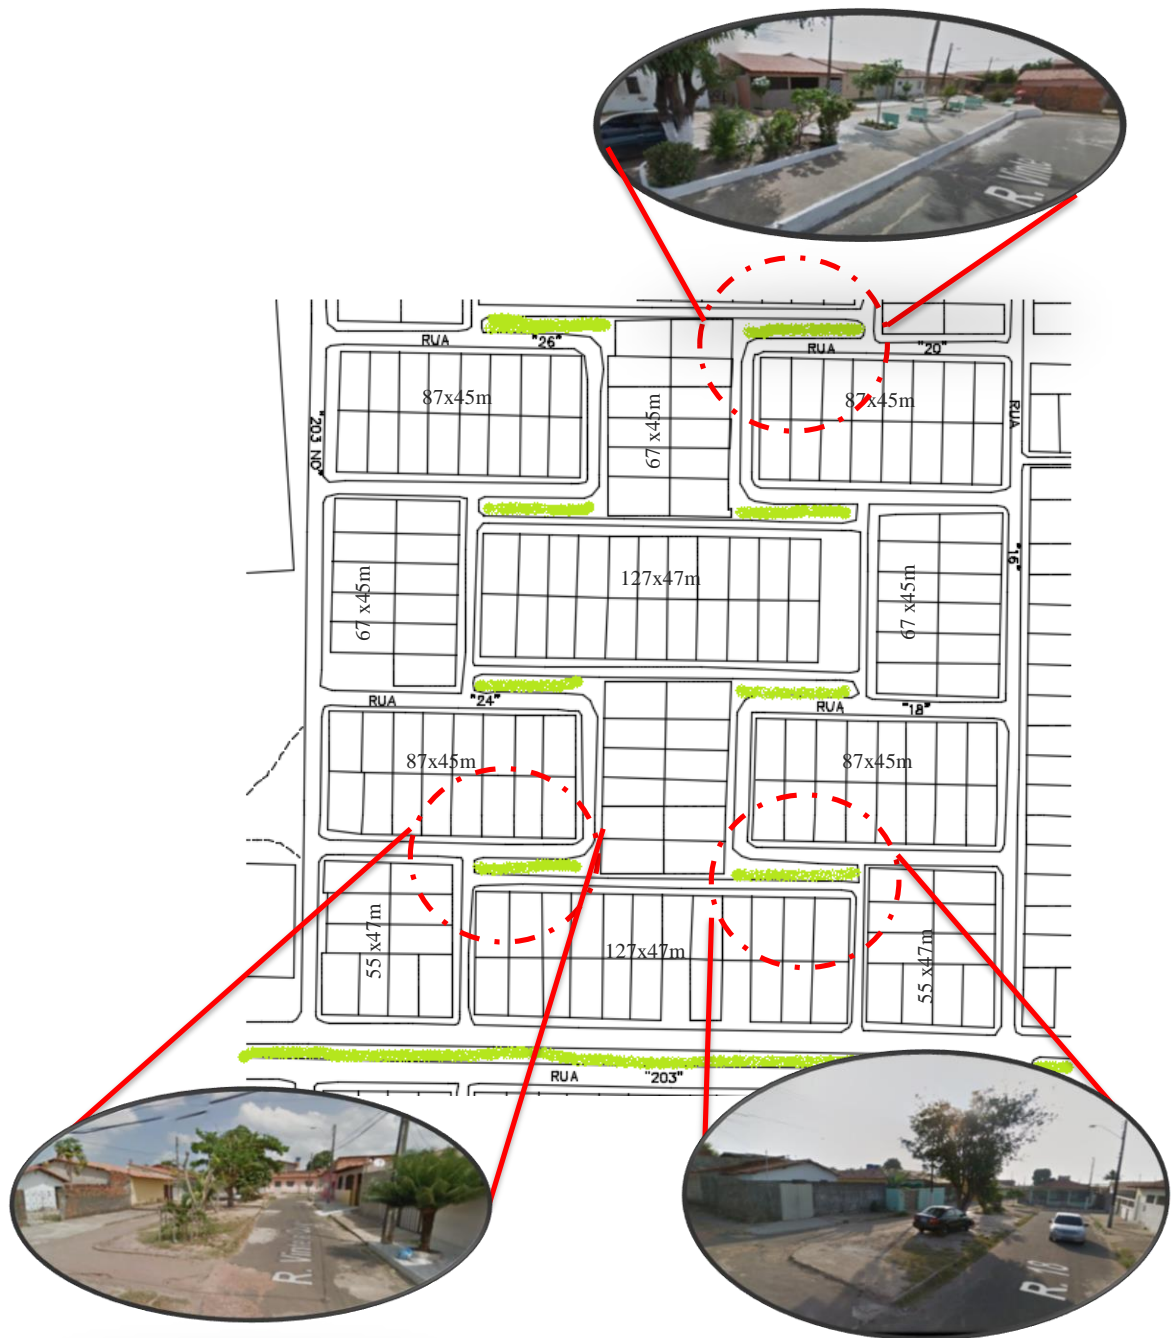 R. Vinte
RUA "26"
RUA "20"
87x45m
87x45m
67 x45m
"203 NO"
RUA
"16"
127x47m
67 x45m
67 x45m
RUA "24"
RUA "18"
87x45m
87x45m
55 x47m
127x47m
55 x47m
RUA "203"
R. Vinte
R. 18